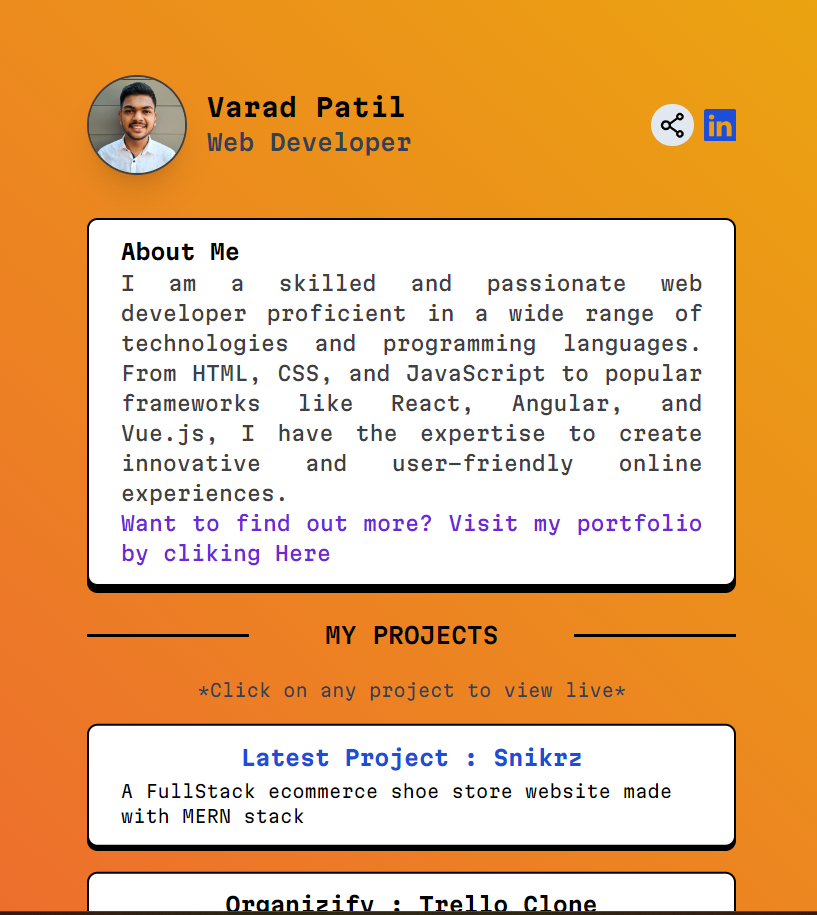 Varad Patil
Web Developer
in
About Me
I am a skilled and passionate web
developer proficient in a wide range of
technologies and programming languages.
From HTML, CSS, and JavaScript to popular
frameworks like React, Angular, and
Vue.js, I have the expertise to create
innovative and user-friendly online
experiences.
Want to find out more? Visit my portfolio
by cliking Here
MY PROJECTS
*Click on any project to view live*
Latest Project : Snikrz
A FullStack ecommerce shoe store website made
with MERN stack
Organizify : Trello Clone